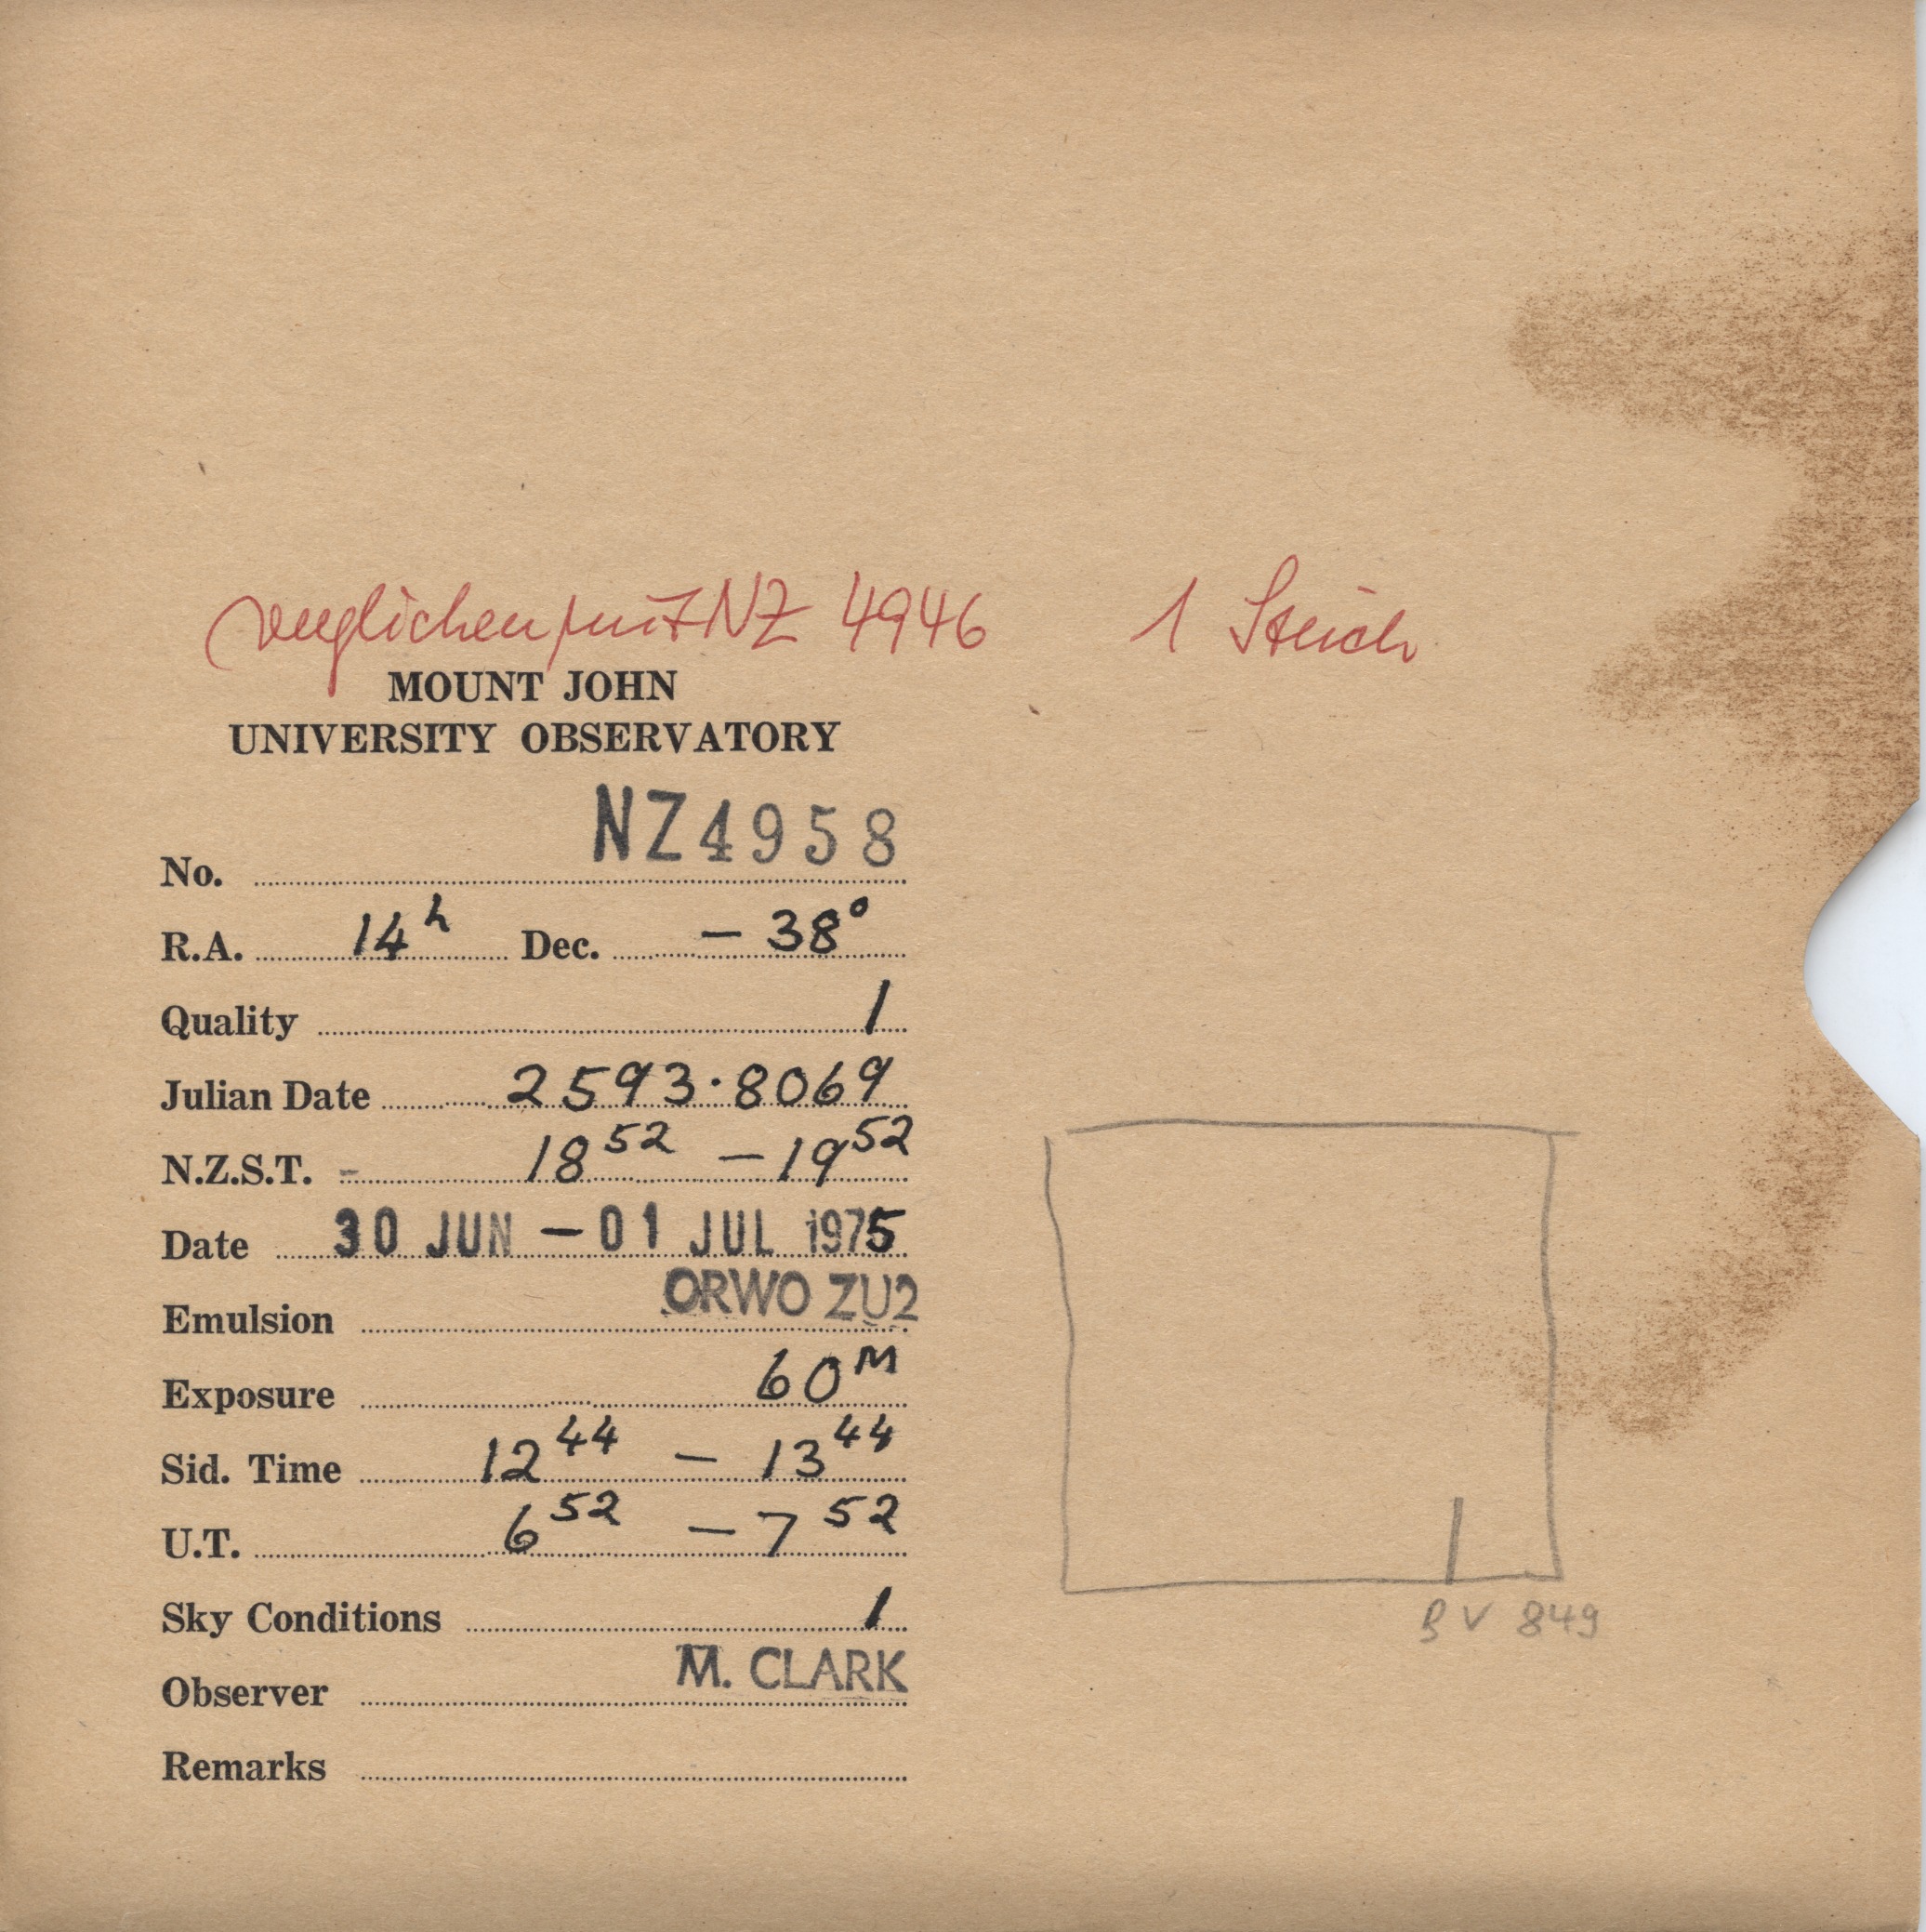 verglichen mit NZ 4946 1 Strich
MOUNT JOHN
UNIVERSITY OBSERVATORY
No. NZ4958
R.A. 14h Dec. - 38°
Quality 1
Julian Date 2593.8069
N.Z.S.T. - 18 52 - 19 52
Date 30 JUN - 01 JUL 1975
Emulsion ORWO ZU2
Exposure 60M
Sid. Time 12 44 - 13 44
U.T. 6 52 - 7 52
Sky Conditions 1
BV 849
Observer M. CLARK
Remarks